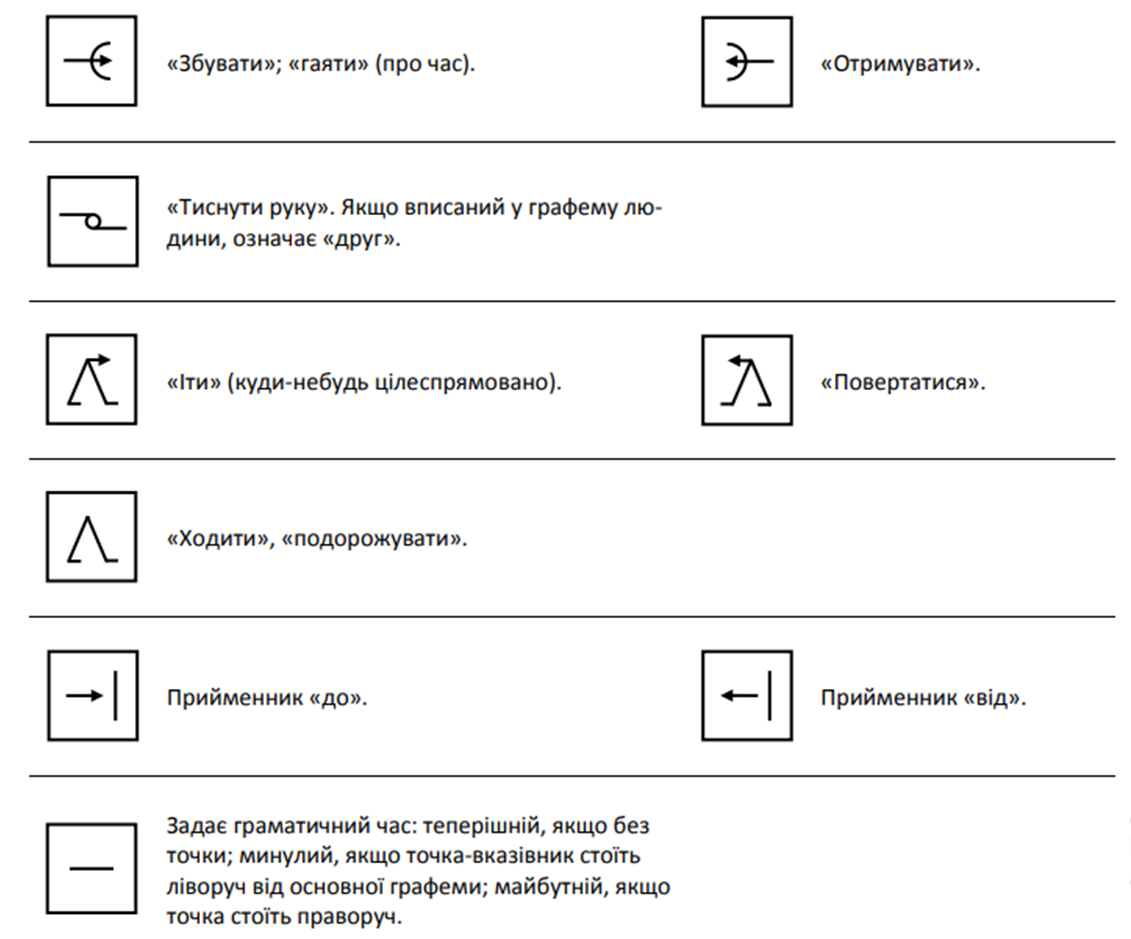 «Збувати»; «гаяти» (про час).
«Отримувати».
«Тиснути руку». Якщо вписаний у графему лю-
дини, означає «друг».
«Іти» (куди-небудь цілеспрямовано).
«Повертатися».
«Ходити», «подорожувати».
Прийменник «до».
Прийменник «від».
Задає граматичний час: теперішній, якщо без
точки; минулий, якщо точка-вказівник стоїть
ліворуч від основної графеми; майбутній, якщо
точка стоїть праворуч.